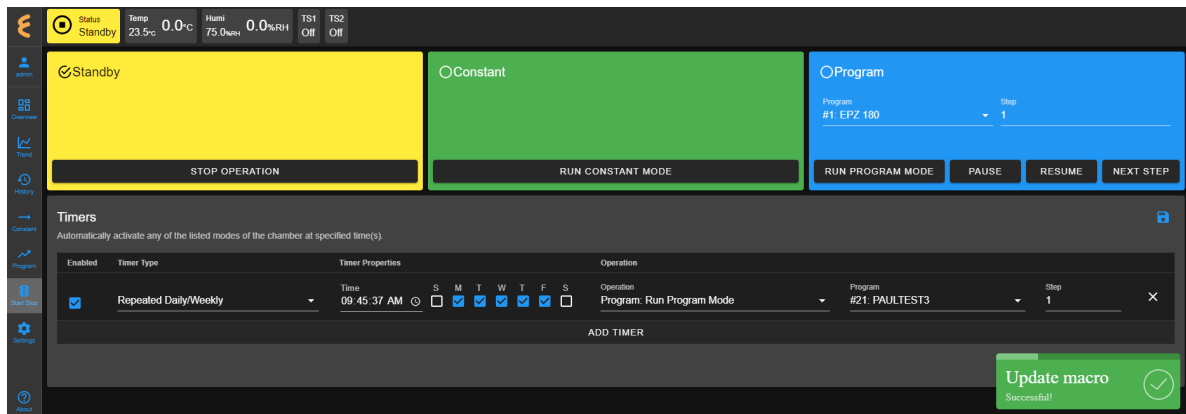 Status
Standby
Temp
23.5°C 0.0°C
Humi
75.0%RH 0.0%RH
TS1
Off
TS2
Off
admin
Overview
Trend
History
Constant
Program
Start Stop
Settings
About
Standby
STOP OPERATION
Constant
RUN CONSTANT MODE
Program
Program
#1: EPZ 180
Step
1
RUN PROGRAM MODE PAUSE RESUME NEXT STEP
Timers
Automatically activate any of the listed modes of the chamber at specified time(s).
Enabled Timer Type Timer Properties Operation
Repeated Daily/Weekly
Time
09:45:37 AM
S M T W T F S
Operation
Program: Run Program Mode
Program
#21: PAULTEST3
Step
1
ADD TIMER
Update macro
Successful!